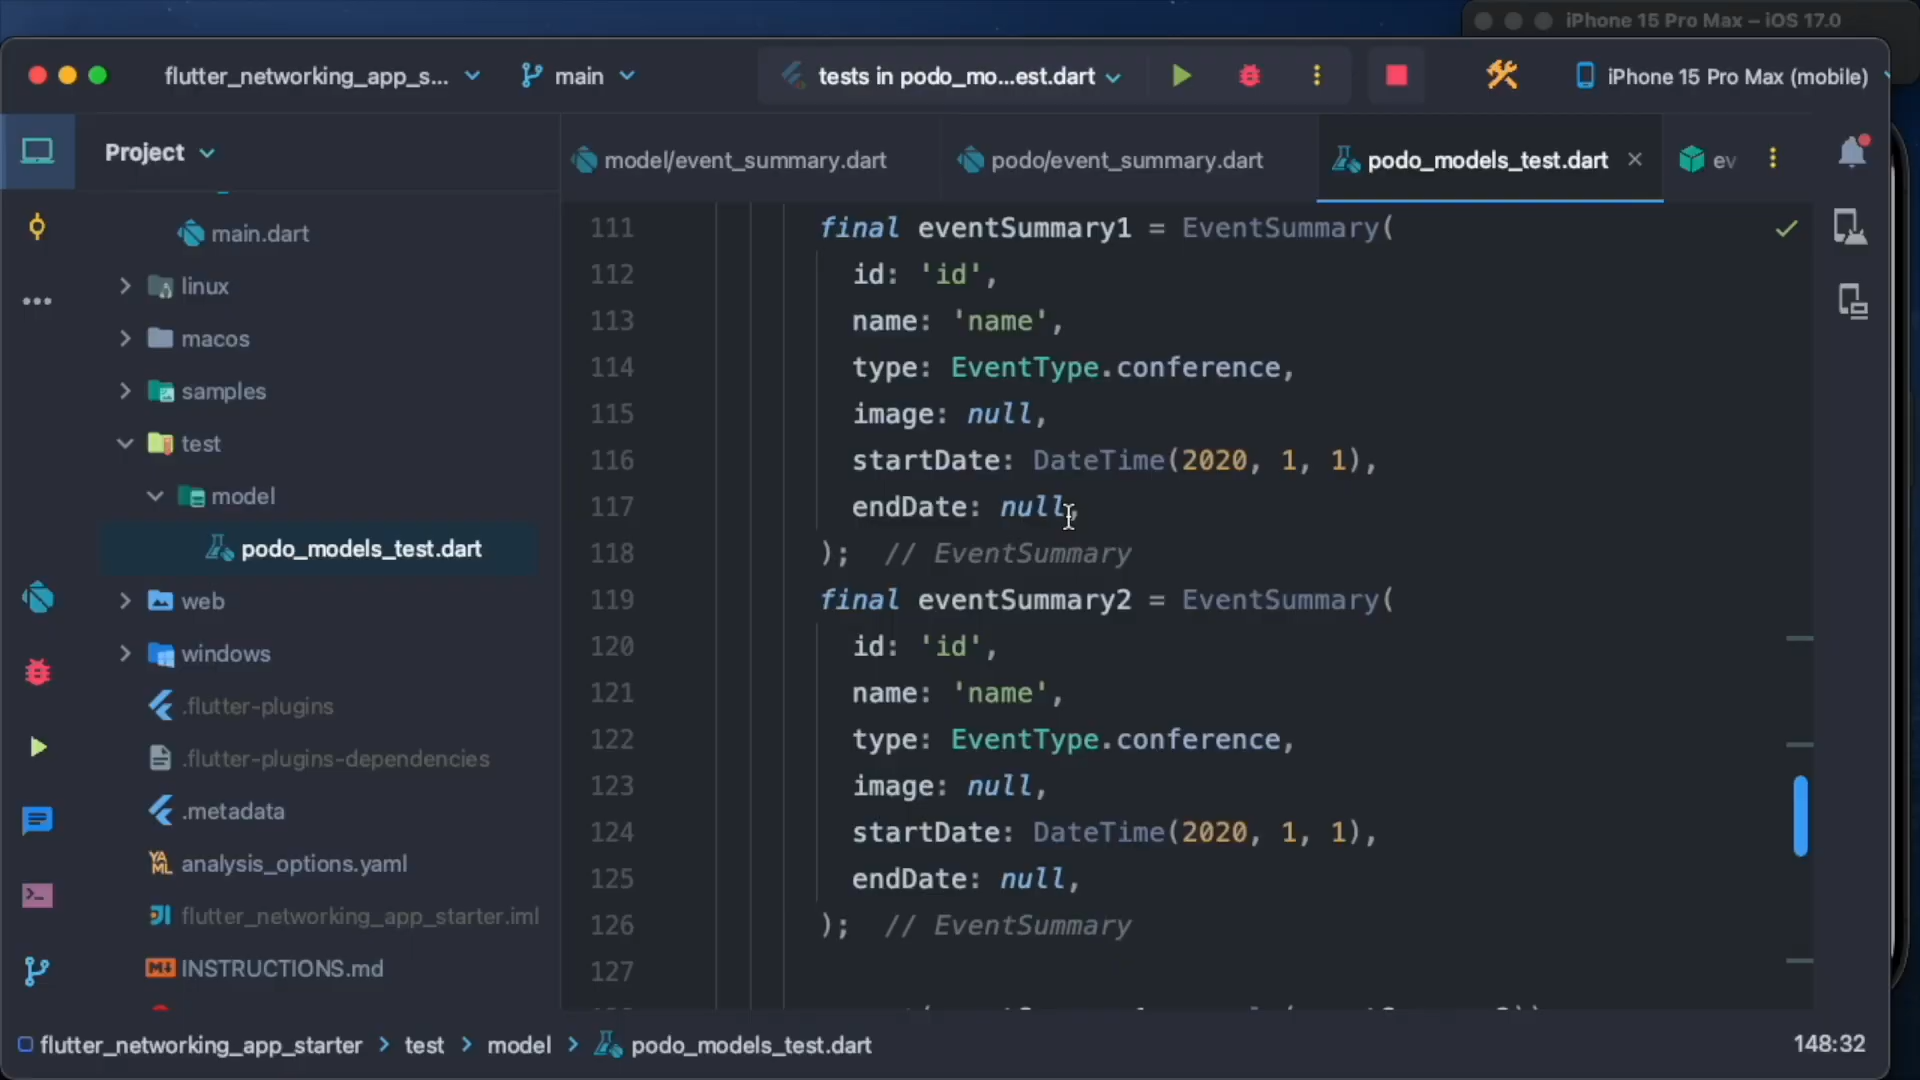 iPhone 15 Pro Max – iOS 17.0
flutter_networking_app_s...
main
tests in podo_mo...est.dart
iPhone 15 Pro Max (mobile)
Project
model/event_summary.dart
podo/event_summary.dart
podo_models_test.dart
ev
main.dart
linux
macos
samples
test
model
podo_models_test.dart
web
windows
.flutter-plugins
.flutter-plugins-dependencies
.metadata
analysis_options.yaml
flutter_networking_app_starter.iml
INSTRUCTIONS.md
111 final eventSummary1 = EventSummary(
112 id: 'id',
113 name: 'name',
114 type: EventType.conference,
115 image: null,
116 startDate: DateTime(2020, 1, 1),
117 endDate: null,
118 ); // EventSummary
119 final eventSummary2 = EventSummary(
120 id: 'id',
121 name: 'name',
122 type: EventType.conference,
123 image: null,
124 startDate: DateTime(2020, 1, 1),
125 endDate: null,
126 ); // EventSummary
127
flutter_networking_app_starter > test > model > podo_models_test.dart
148:32